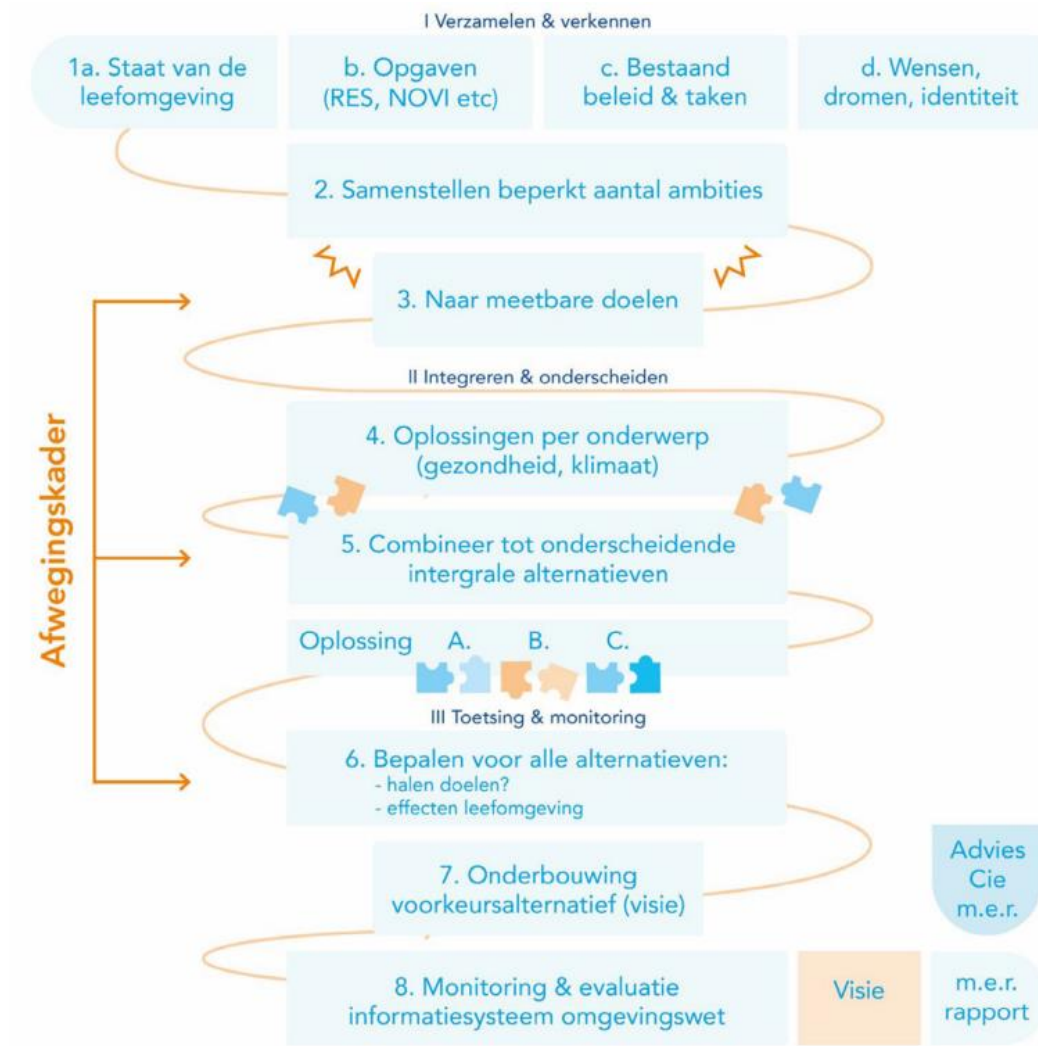 I Verzamelen & verkennen
1a. Staat van de
leefomgeving
b. Opgaven
(RES, NOVI etc)
c. Bestaand
beleid & taken
d. Wensen,
dromen, identiteit
2. Samenstellen beperkt aantal ambities
3. Naar meetbare doelen
Afwegingskader
II Integreren & onderscheiden
4. Oplossingen per onderwerp
(gezondheid, klimaat)
5. Combineer tot onderscheidende
intergrale alternatieven
Oplossing A. B. C.
III Toetsing & monitoring
6. Bepalen voor alle alternatieven:
- halen doelen?
- effecten leefomgeving
7. Onderbouwing
voorkeursalternatief (visie)
Advies
Cie
m.e.r.
8. Monitoring & evaluatie
informatiesysteem omgevingswet
Visie
m.e.r.
rapport